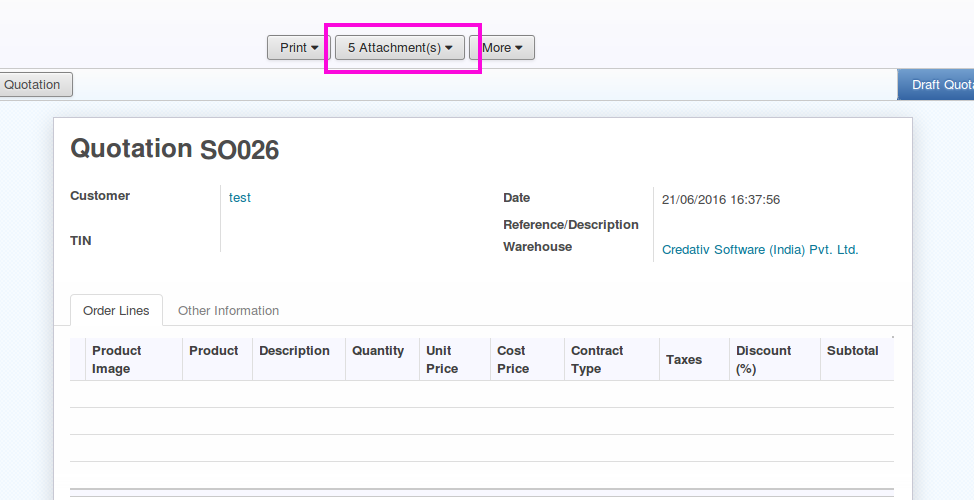 Print 5 Attachment(s) More
Quotation Draft Quota
Quotation SO026
Customer test
Date 21/06/2016 16:37:56
Reference/Description
TIN
Warehouse Credativ Software (India) Pvt. Ltd.
Order Lines Other Information
Product Image Product Description Quantity Unit Price Cost Price Contract Type Taxes Discount (%) Subtotal